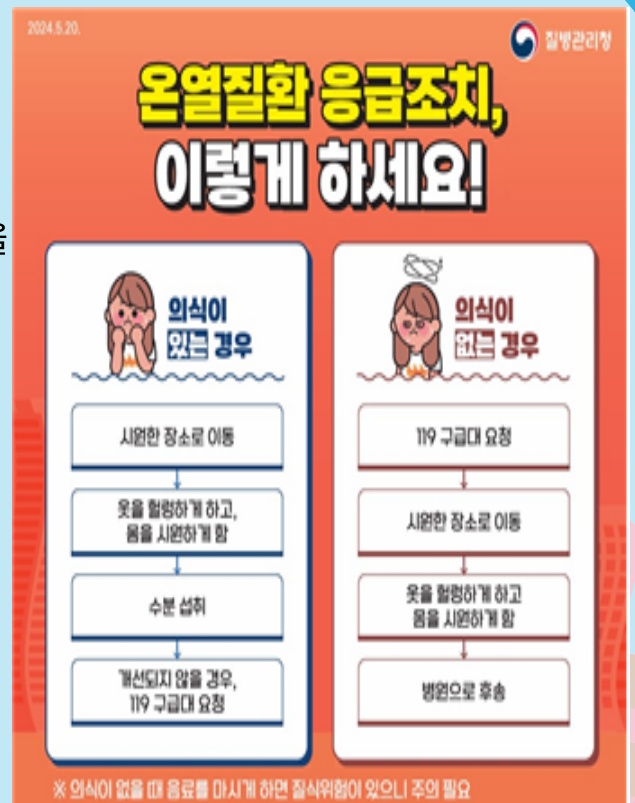 2024.5.20.
질병관리청
온열질환 응급조치,
이렇게 하세요!
음
의식이
있는 경우
시원한 장소로 이동
옷을 헐렁하게 하고,
몸을 시원하게 함
수분 섭취
개선되지 않을 경우,
119 구급대 요청
의식이
없는 경우
119 구급대 요청
시원한 장소로 이동
옷을 헐렁하게 하고
몸을 시원하게 함
병원으로 후송
※ 의식이 없을 때 음료를 마시게 하면 질식위험이 있으니 주의 필요